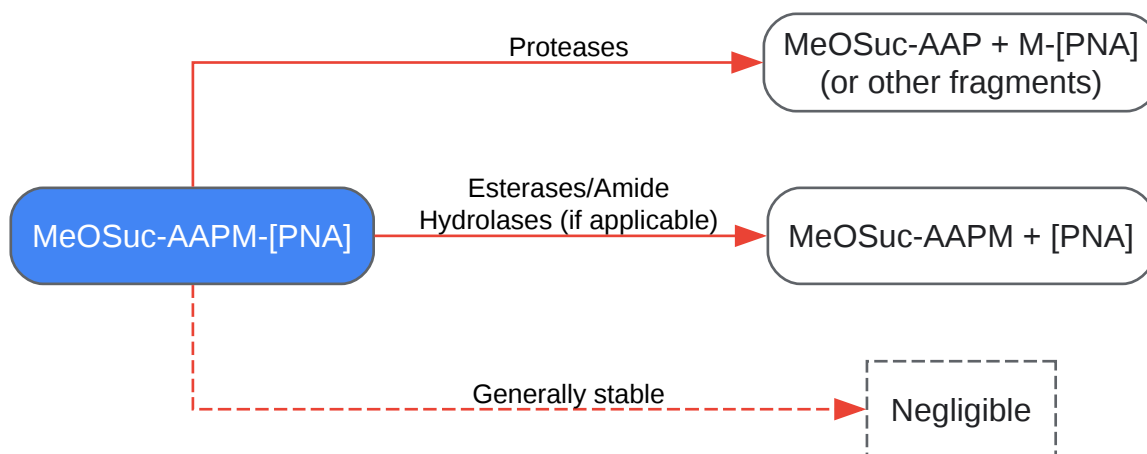 Proteases
MeOSuc-AAP + M-[PNA]
(or other fragments)
MeOSuc-AAPM-[PNA]
Esterases/Amide
Hydrolases (if applicable)
MeOSuc-AAPM + [PNA]
Generally stable
Negligible